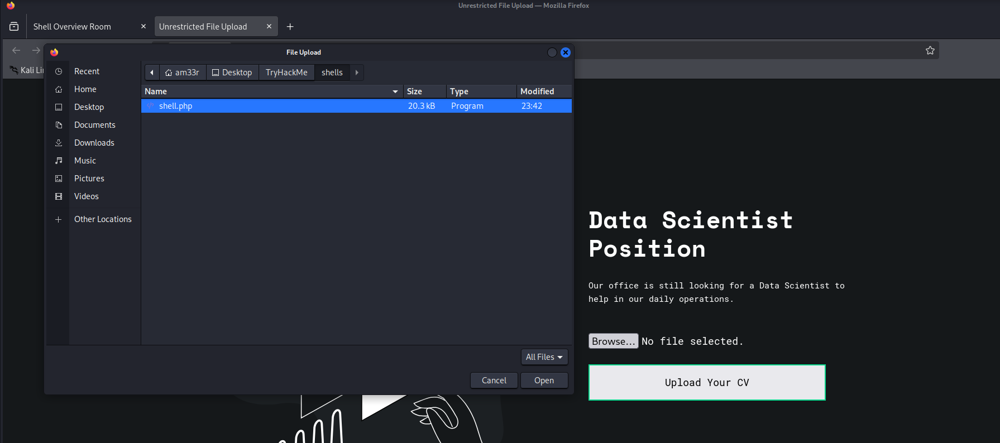 Unrestricted File Upload — Mozilla Firefox
Shell Overview Room
Unrestricted File Upload
File Upload
Kali Li
Recent
Home
Desktop
Documents
Downloads
Music
Pictures
Videos
Other Locations
am33r Desktop TryHackMe shells
Name Size Type Modified
shell.php 20.3 kB Program 23:42
All Files
Cancel Open
Data Scientist
Position
Our office is still looking for a Data Scientist to
help in our daily operations.
Browse... No file selected.
Upload Your CV